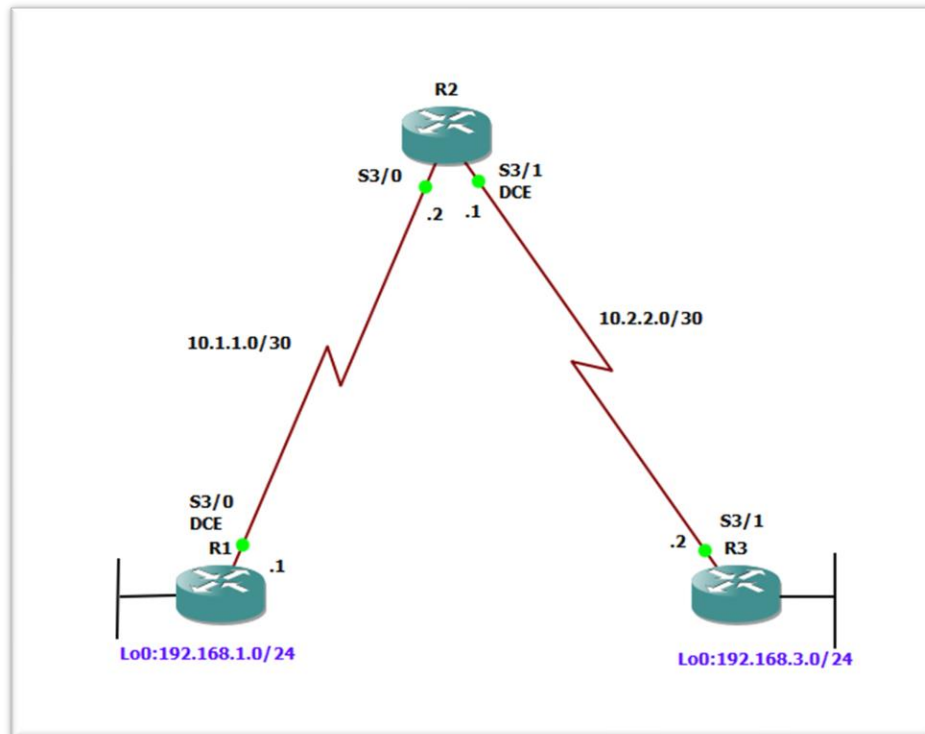 R2
S3/0
S3/1
DCE
.2
.1
10.1.1.0/30
10.2.2.0/30
S3/0
DCE
R1
.1
S3/1
.2
R3
Lo0:192.168.1.0/24
Lo0:192.168.3.0/24